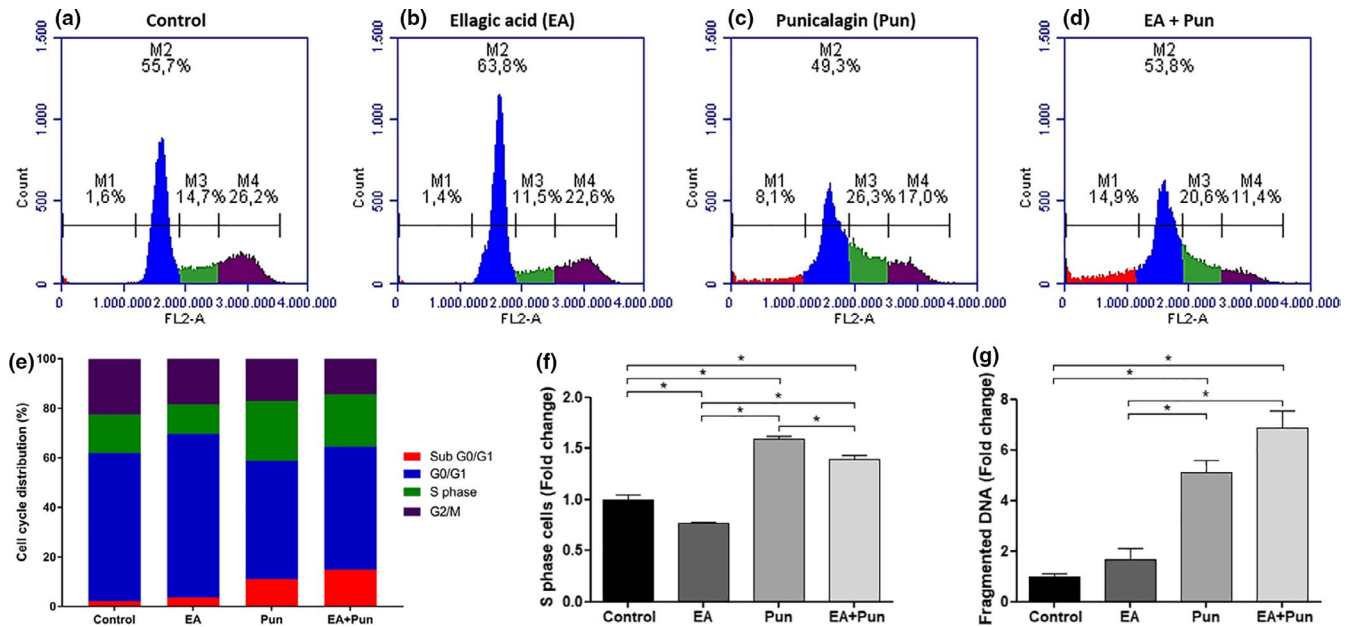 (a) Control
1.500
1.000
500
0
Count
M2
55,7%
M1
1,6%
M3
14,7%
M4
26,2%
0 1.000.000 2.000.000 3.000.000 4.000.000
FL2-A
(b) Ellagic acid (EA)
1.500
1.000
500
0
Count
M2
63,8%
M1
1,4%
M3
11,5%
M4
22,6%
0 1.000.000 2.000.000 3.000.000 4.000.000
FL2-A
(c) Punicalagin (Pun)
1.500
1.000
500
0
Count
M2
49,3%
M1
8,1%
M3
26,3%
M4
17,0%
0 1.000.000 2.000.000 3.000.000 4.000.000
FL2-A
(d) EA + Pun
1.500
1.000
500
0
Count
M2
53,8%
M1
14,9%
M3
20,6%
M4
11,4%
0 1.000.000 2.000.000 3.000.000 4.000.000
FL2-A
(e)
Cell cycle distribution (%)
100
80
60
40
20
0
Control EA Pun EA+Pun
Sub G0/G1
G0/G1
S phase
G2/M
(f)
S phase cells (Fold change)
2.0
1.5
1.0
0.5
0.0
*
*
*
*
*
*
Control EA Pun EA+Pun
(g)
Fragmented DNA (Fold change)
8
6
4
2
0
*
*
*
*
Control EA Pun EA+Pun